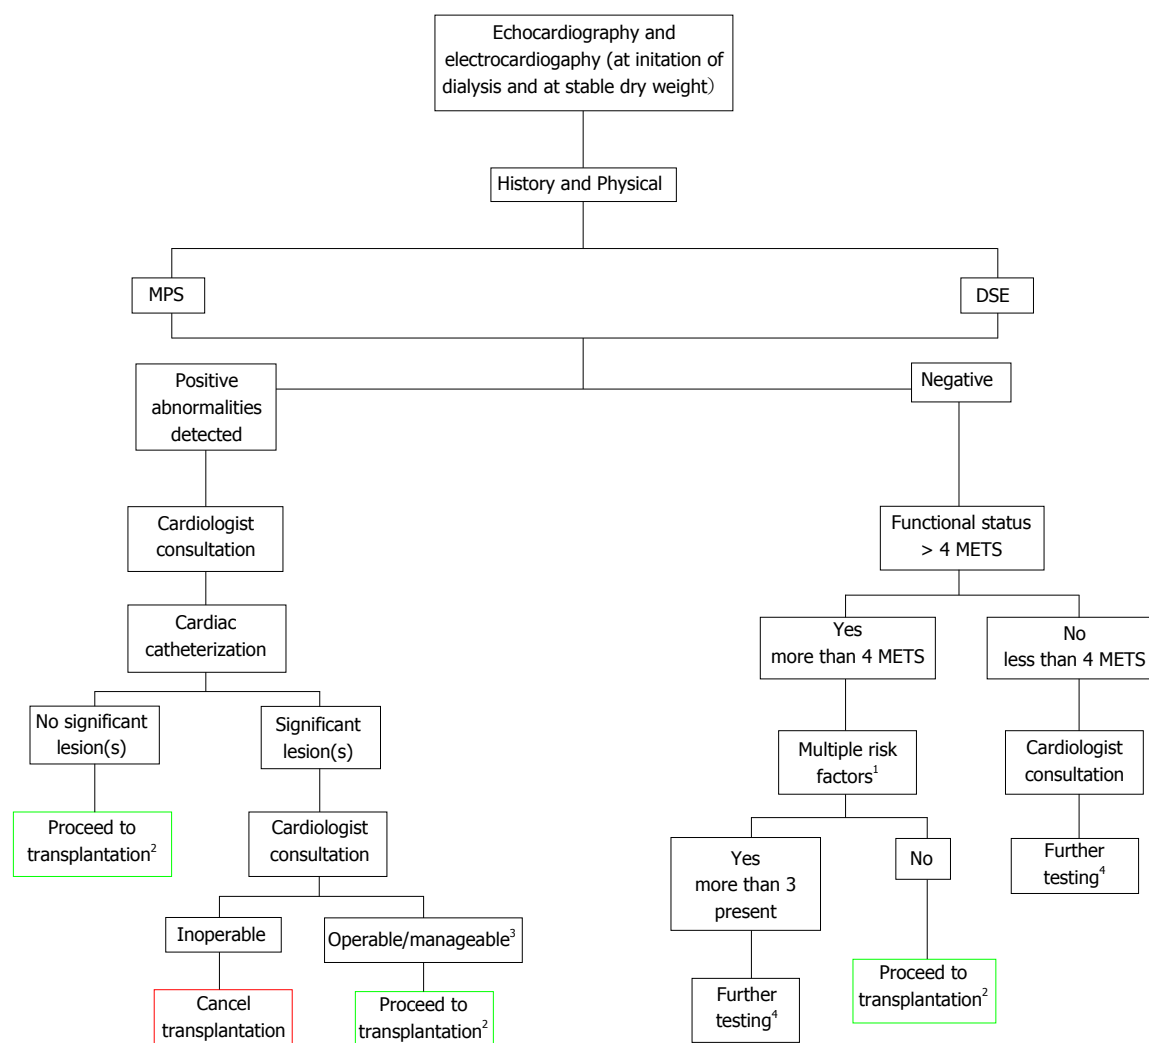 Echocardiography and
electrocardiogaphy (at initation of
dialysis and at stable dry weight）
History and Physical
MPS
DSE
Positive
abnormalities
detected
Negative
Cardiologist
consultation
Functional status
> 4 METS
Cardiac
catheterization
Yes
more than 4 METS
No
less than 4 METS
No significant
lesion(s)
Significant
lesion(s)
Multiple risk
factors¹
Cardiologist
consultation
Proceed to
transplantation²
Cardiologist
consultation
Yes
more than 3
present
No
Further
testing⁴
Inoperable
Operable/manageable³
Cancel
transplantation
Proceed to
transplantation²
Further
testing⁴
Proceed to
transplantation²